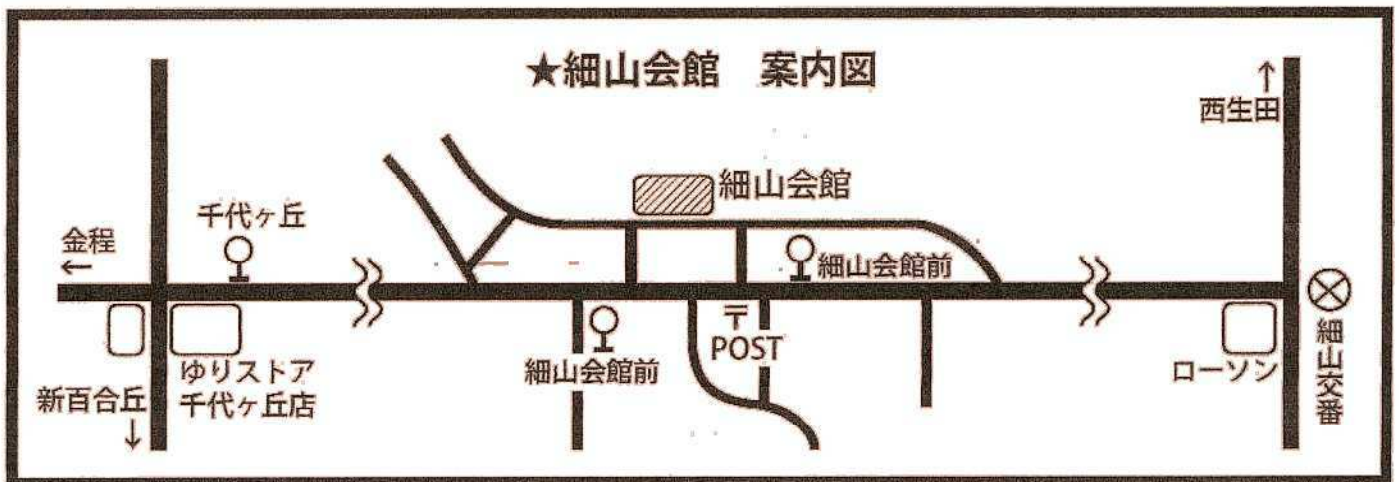 ★細山会館 案内図
↑
西生田
細山会館
千代ヶ丘
金程
←
細山会館前
〒
POST
細山会館前
ゆりストア
千代ヶ丘店
新百合丘
↓
ローソン
細山交番